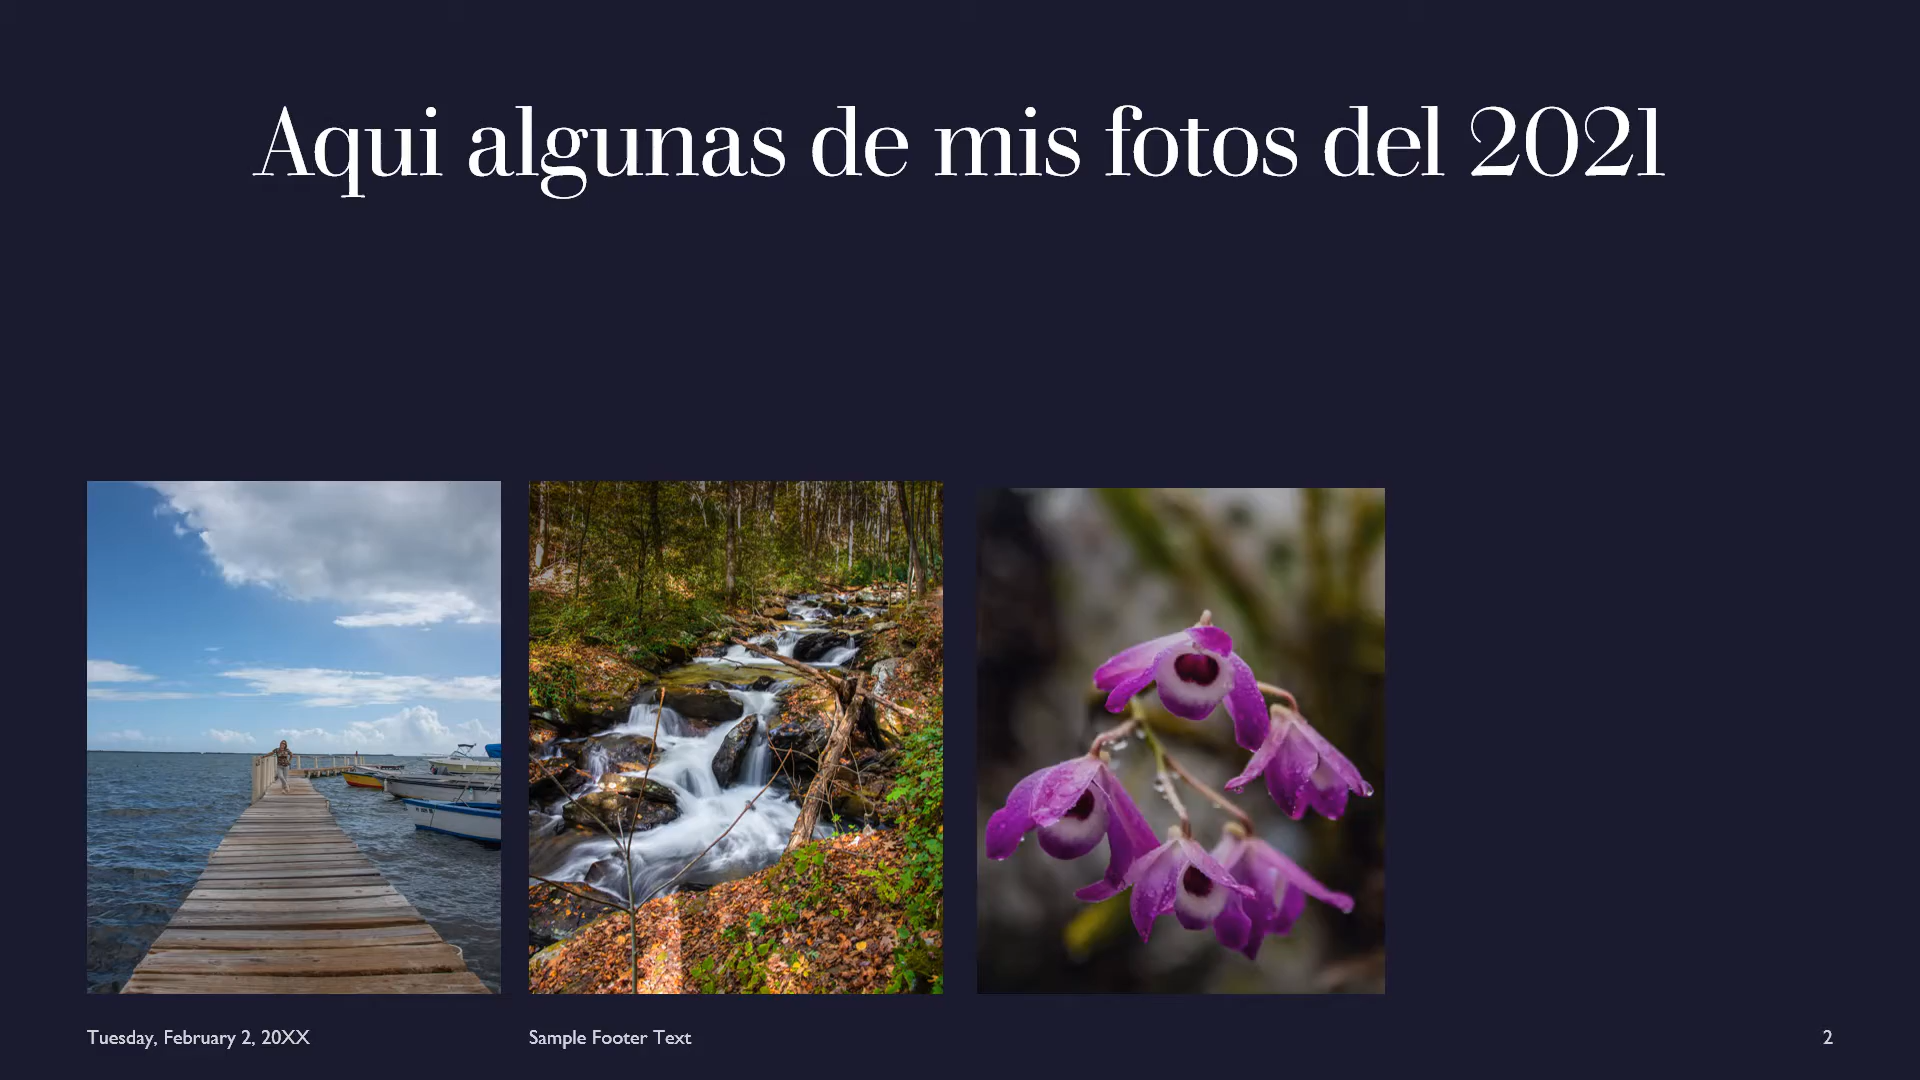 Aqui algunas de mis fotos del 2021
Tuesday, February 2, 20XX
Sample Footer Text
2